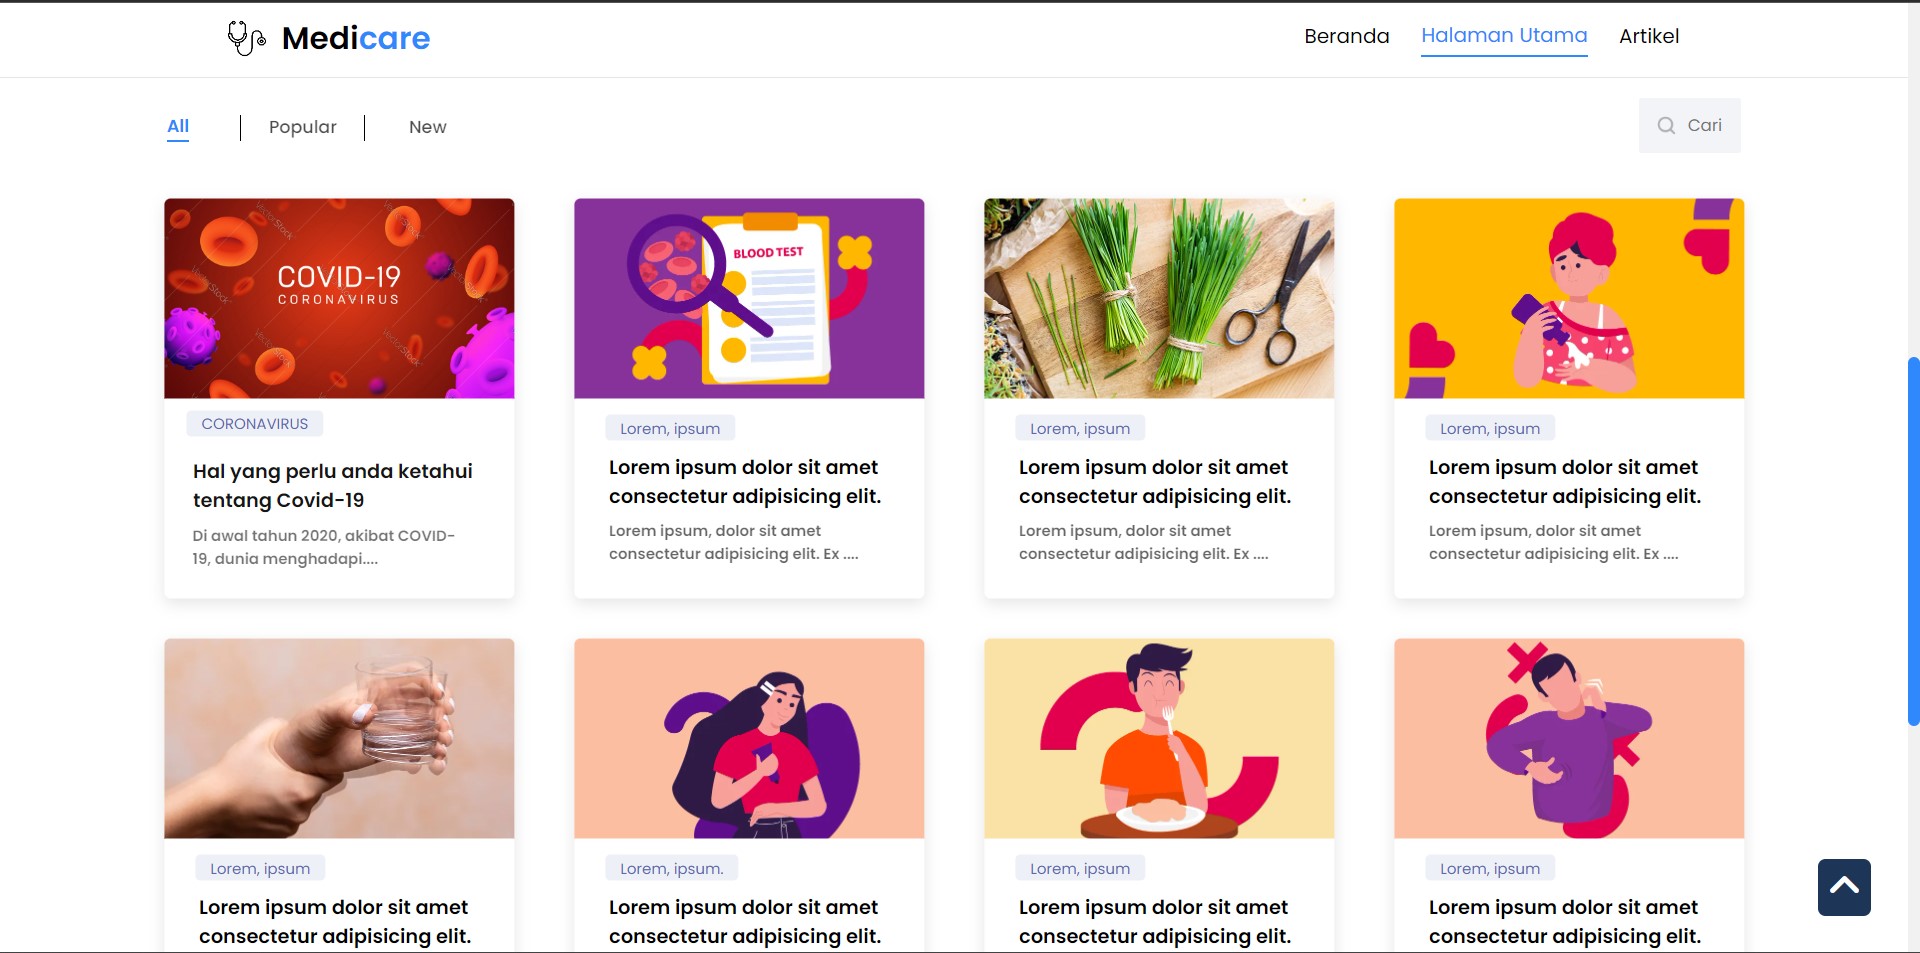 Medicare
Beranda
Halaman Utama
Artikel
All
Popular
New
Cari
COVID-19
CORONAVIRUS
VectorStock
VectorStock
VectorStock
VectorStock
VectorStock
VectorStock
BLOOD TEST
CORONAVIRUS
Hal yang perlu anda ketahui
tentang Covid-19
Di awal tahun 2020, akibat COVID-
19, dunia menghadapi....
Lorem, ipsum
Lorem ipsum dolor sit amet
consectetur adipisicing elit.
Lorem ipsum, dolor sit amet
consectetur adipisicing elit. Ex ....
Lorem, ipsum
Lorem ipsum dolor sit amet
consectetur adipisicing elit.
Lorem ipsum, dolor sit amet
consectetur adipisicing elit. Ex ....
Lorem, ipsum
Lorem ipsum dolor sit amet
consectetur adipisicing elit.
Lorem ipsum, dolor sit amet
consectetur adipisicing elit. Ex ....
Lorem, ipsum
Lorem ipsum dolor sit amet
consectetur adipisicing elit.
Lorem, ipsum.
Lorem ipsum dolor sit amet
consectetur adipisicing elit.
Lorem, ipsum
Lorem ipsum dolor sit amet
consectetur adipisicing elit.
Lorem, ipsum
Lorem ipsum dolor sit amet
consectetur adipisicing elit.